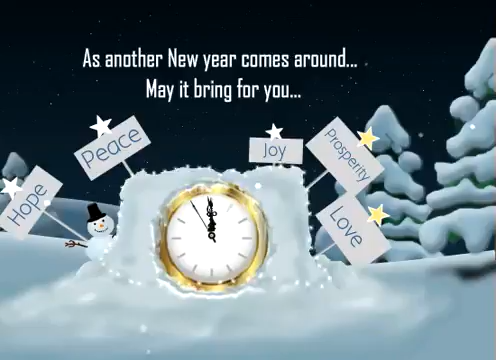 As another New year comes around...
May it bring for you...
Hope
Peace
Joy
Prosperity
Love